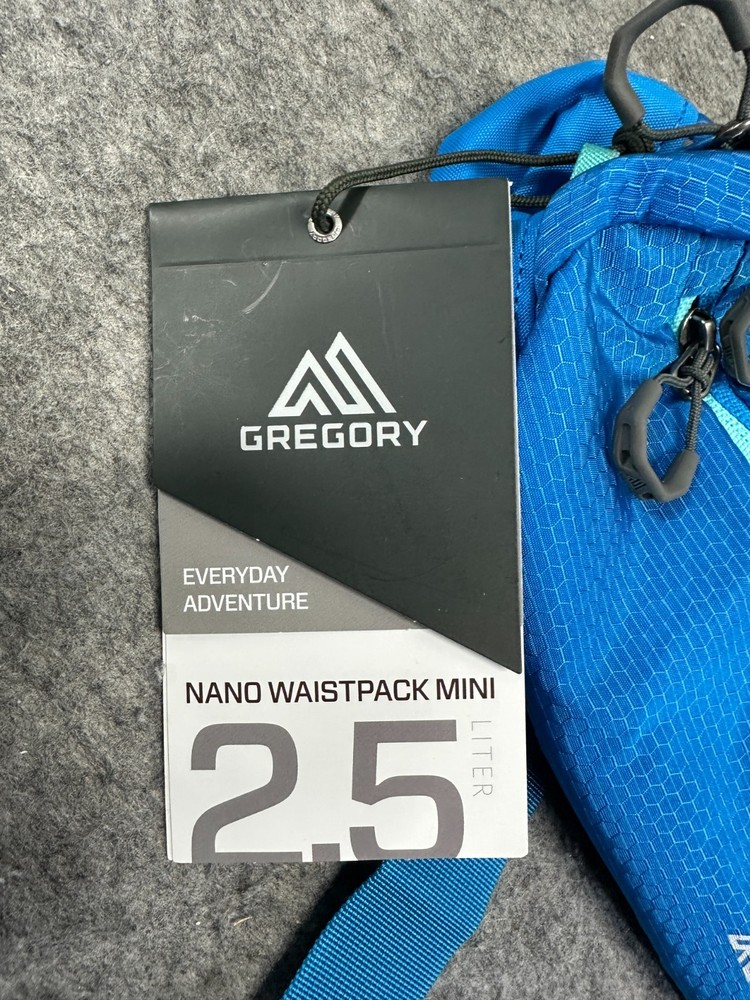 GREGORY
EVERYDAY
ADVENTURE
NANO WAISTPACK MINI
2.5
LITER